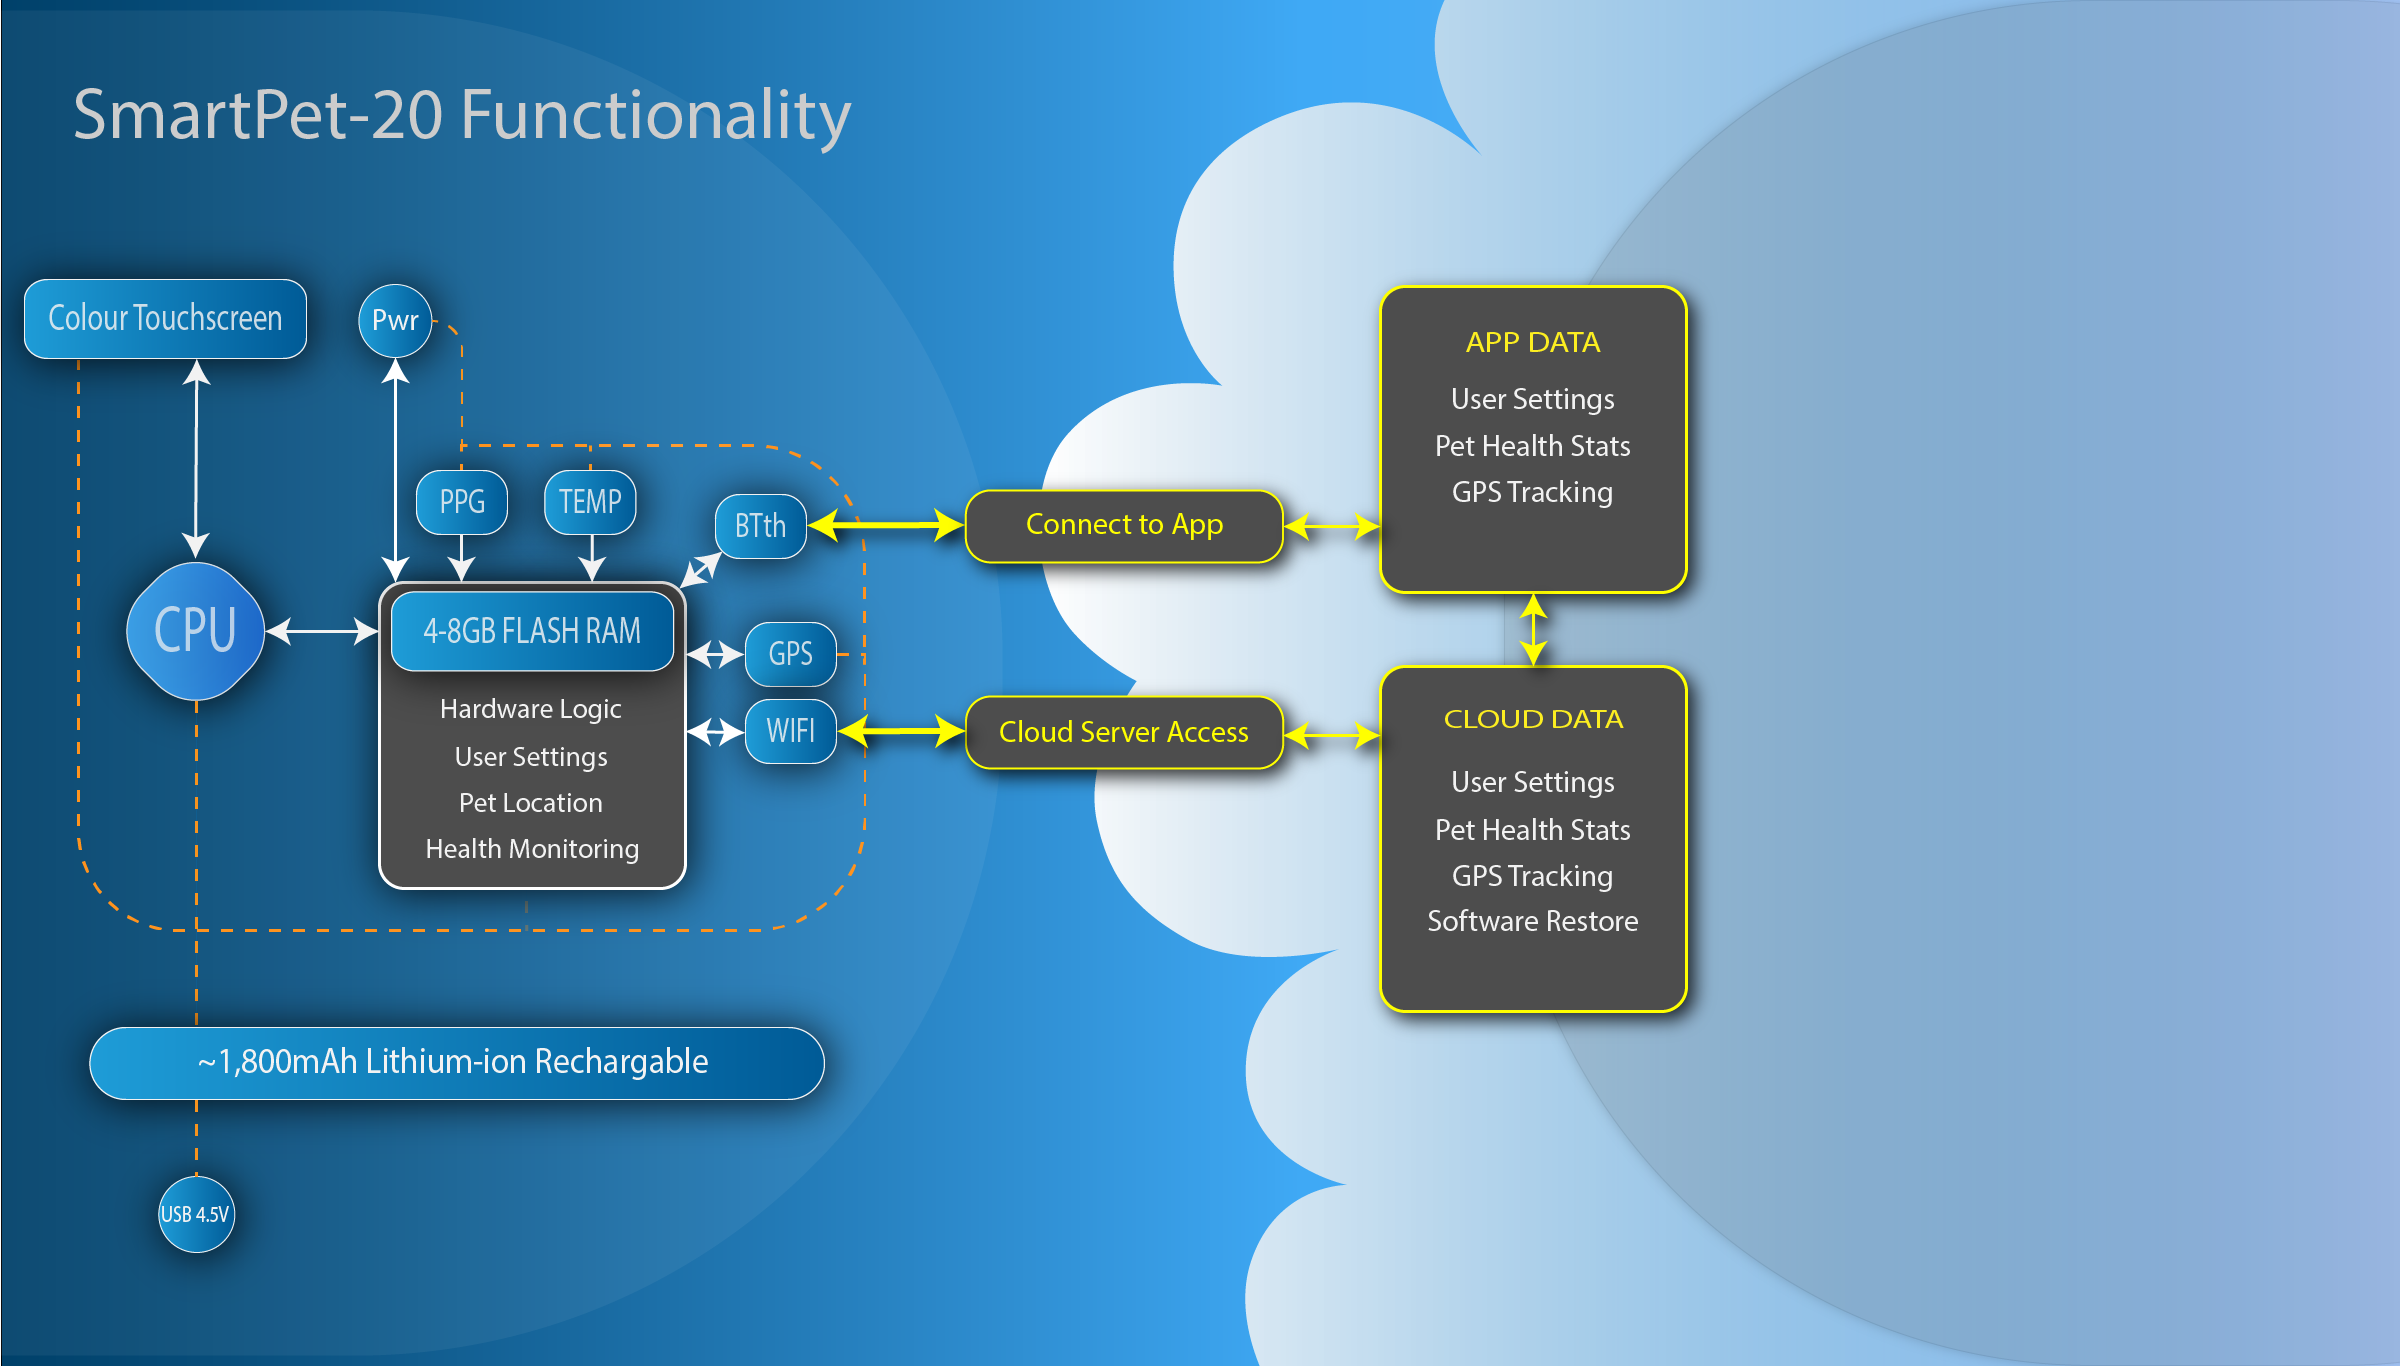 SmartPet-20 Functionality
Colour Touchscreen
Pwr
PPG
TEMP
BTth
CPU
4-8GB FLASH RAM
Hardware Logic
User Settings
Pet Location
Health Monitoring
GPS
WIFI
~1,800mAh Lithium-ion Rechargable
USB 4.5V
Connect to App
Cloud Server Access
APP DATA
User Settings
Pet Health Stats
GPS Tracking
CLOUD DATA
User Settings
Pet Health Stats
GPS Tracking
Software Restore